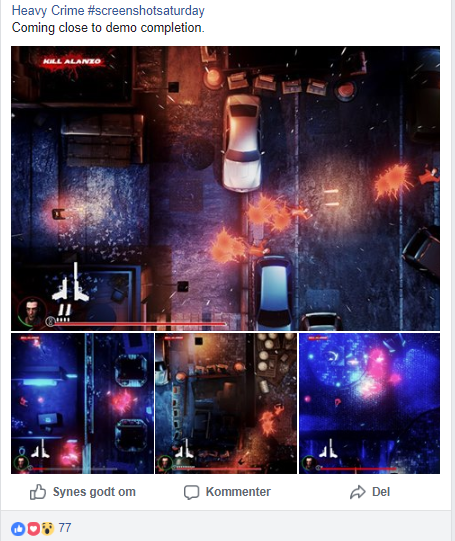 Heavy Crime #screenshotsaturday
Coming close to demo completion.
KILL ALANZO
Synes godt om
Kommenter
Del
77